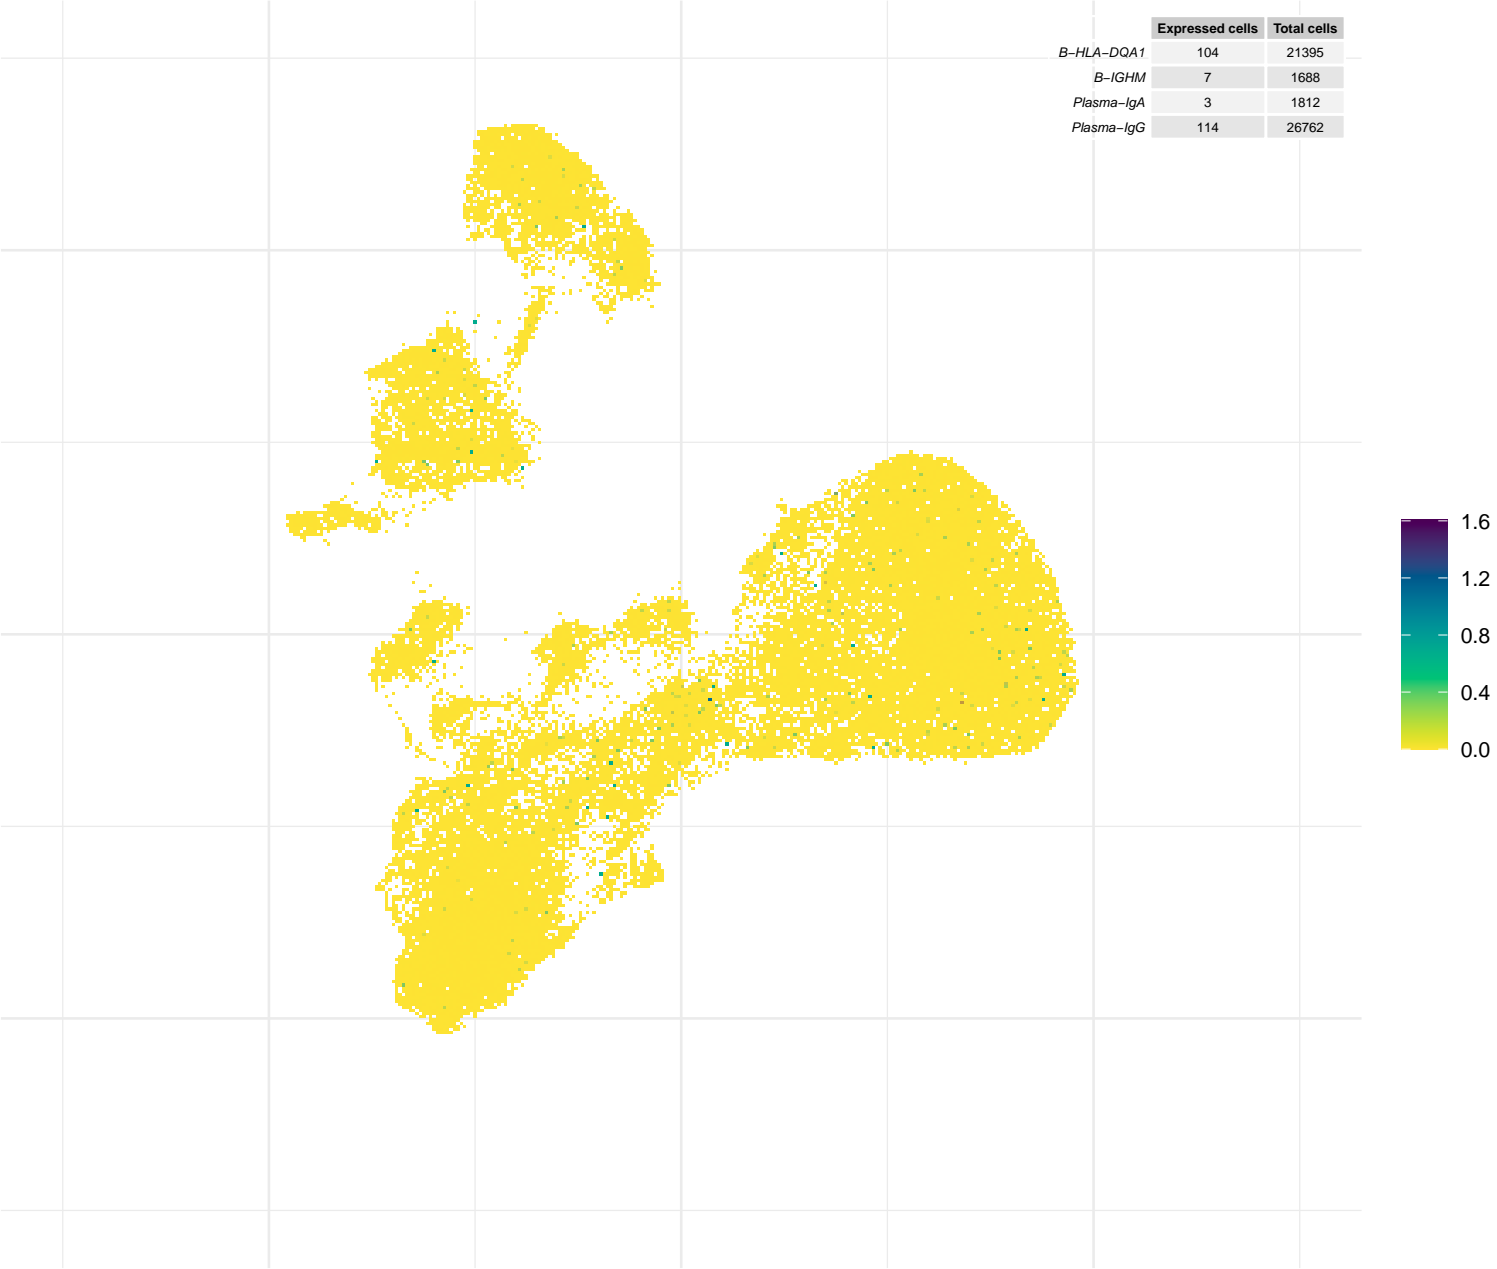 Expressed cells Total cells
B−HLA−DQA1 104 21395
B−IGHM 7 1688
Plasma−IgA 3 1812
Plasma−IgG 114 26762
1.6
1.2
0.8
0.4
0.0